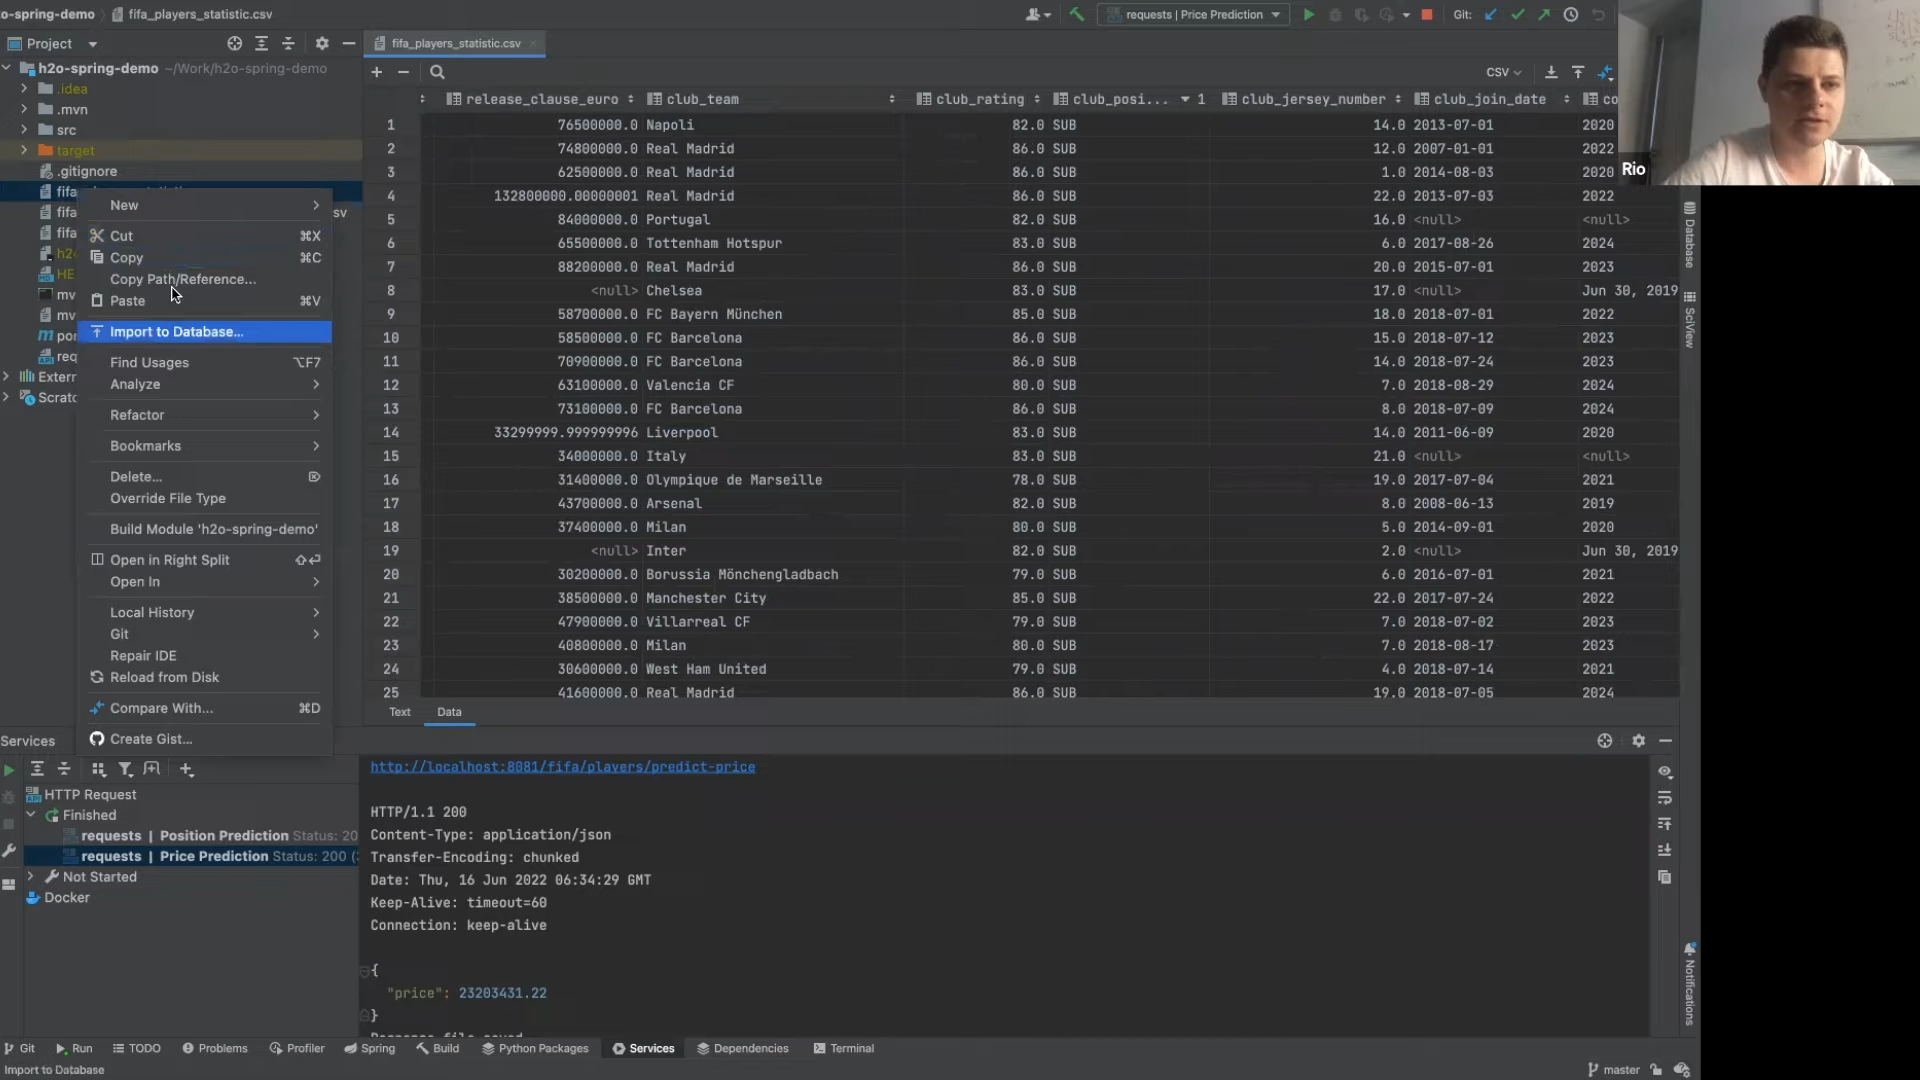 o-spring-demo
fifa_players_statistic.csv
requests | Price Prediction
Git:
Project
fifa_players_statistic.csv
h2o-spring-demo ~/Work/h2o-spring-demo
.idea
.mvn
src
target
.gitignore
fifa
fifa
sv
fifa
h2o
HE
mv
mv
m po
req
Extern
Scratc
New
Cut ⌘X
Copy ⌘C
Copy Path/Reference...
Paste ⌘V
Import to Database...
Find Usages ⌥F7
Analyze
Refactor
Bookmarks
Delete... ⌦
Override File Type
Build Module 'h2o-spring-demo'
Open in Right Split ⇧⏎
Open In
Local History
Git
Repair IDE
Reload from Disk
Compare With... ⌘D
Create Gist...
CSV
release_clause_euro club_team club_rating club_posi... 1 club_jersey_number club_join_date co
1 76500000.0 Napoli 82.0 SUB 14.0 2013-07-01 2020
2 74800000.0 Real Madrid 86.0 SUB 12.0 2007-01-01 2022
3 62500000.0 Real Madrid 86.0 SUB 1.0 2014-08-03 2020
4 132800000.00000001 Real Madrid 86.0 SUB 22.0 2013-07-03 2022
5 84000000.0 Portugal 82.0 SUB 16.0 <null> <null>
6 65500000.0 Tottenham Hotspur 83.0 SUB 6.0 2017-08-26 2024
7 88200000.0 Real Madrid 86.0 SUB 20.0 2015-07-01 2023
8 <null> Chelsea 83.0 SUB 17.0 <null> Jun 30, 2019
9 58700000.0 FC Bayern München 85.0 SUB 18.0 2018-07-01 2022
10 58500000.0 FC Barcelona 86.0 SUB 15.0 2018-07-12 2023
11 70900000.0 FC Barcelona 86.0 SUB 14.0 2018-07-24 2023
12 63100000.0 Valencia CF 80.0 SUB 7.0 2018-08-29 2024
13 73100000.0 FC Barcelona 86.0 SUB 8.0 2018-07-09 2024
14 33299999.999999996 Liverpool 83.0 SUB 14.0 2011-06-09 2020
15 34000000.0 Italy 83.0 SUB 21.0 <null> <null>
16 31400000.0 Olympique de Marseille 78.0 SUB 19.0 2017-07-04 2021
17 43700000.0 Arsenal 82.0 SUB 8.0 2008-06-13 2019
18 37400000.0 Milan 80.0 SUB 5.0 2014-09-01 2020
19 <null> Inter 82.0 SUB 2.0 <null> Jun 30, 2019
20 30200000.0 Borussia Mönchengladbach 79.0 SUB 6.0 2016-07-01 2021
21 38500000.0 Manchester City 85.0 SUB 22.0 2017-07-24 2022
22 47900000.0 Villarreal CF 79.0 SUB 7.0 2018-07-02 2023
23 40800000.0 Milan 80.0 SUB 7.0 2018-08-17 2023
24 30600000.0 West Ham United 79.0 SUB 4.0 2018-07-14 2021
25 41600000.0 Real Madrid 86.0 SUB 19.0 2018-07-05 2024
Text Data
Rio
Database
SciView
Notifications
Services
HTTP Request
Finished
requests | Position Prediction Status: 20
requests | Price Prediction Status: 200 (
Not Started
Docker
http://localhost:8081/fifa/players/predict-price
HTTP/1.1 200
Content-Type: application/json
Transfer-Encoding: chunked
Date: Thu, 16 Jun 2022 06:34:29 GMT
Keep-Alive: timeout=60
Connection: keep-alive
{
"price": 23203431.22
}
Response file saved.
Git Run TODO Problems Profiler Spring Build Python Packages Services Dependencies Terminal
Import to Database
master